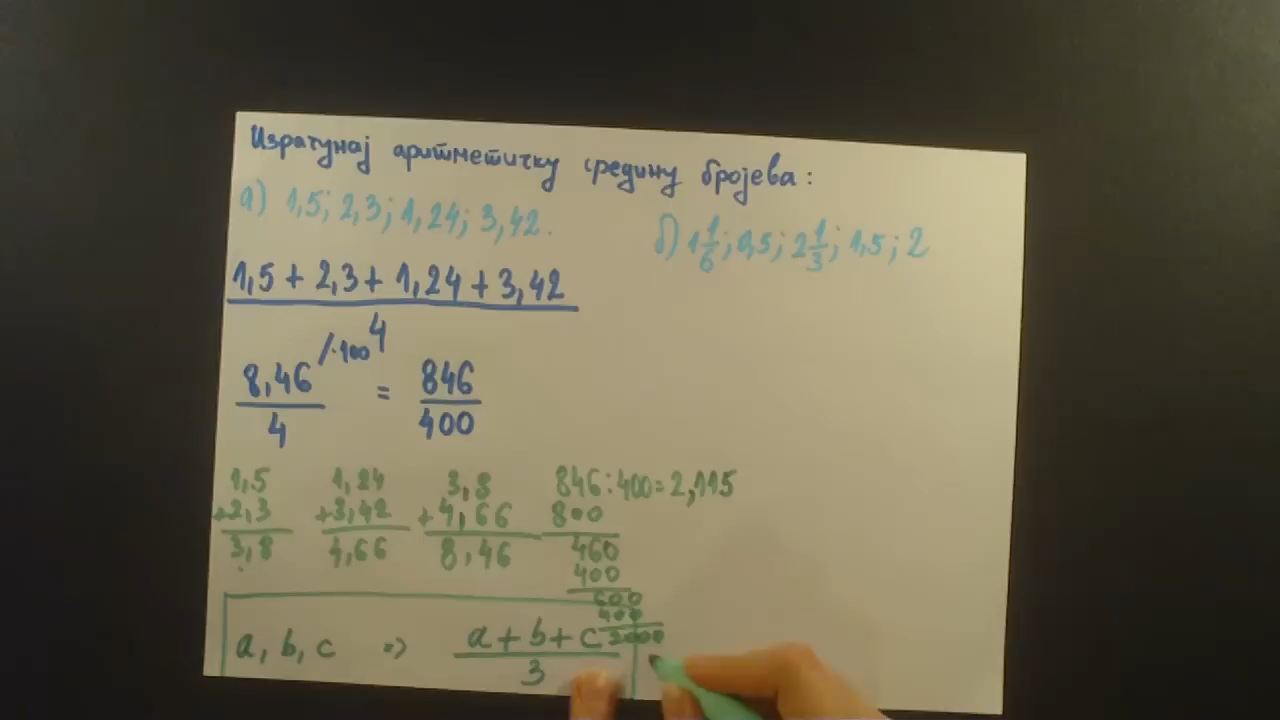 Израчунај аритметичку средину бројева:
а) 1,5; 2,3; 1,24; 3,42.
б) 1 1/6; 0,5; 2 1/3; 1,5; 2
1,5 + 2,3 + 1,24 + 3,42
4
8,46 /·100 = 846
4 400
1,5 1,24 3,8 846:400=2,115
+2,3 +3,42 +4,66 800
3,8 4,66 8,46 460
400
600
400
2000
a, b, c => a + b + c
3